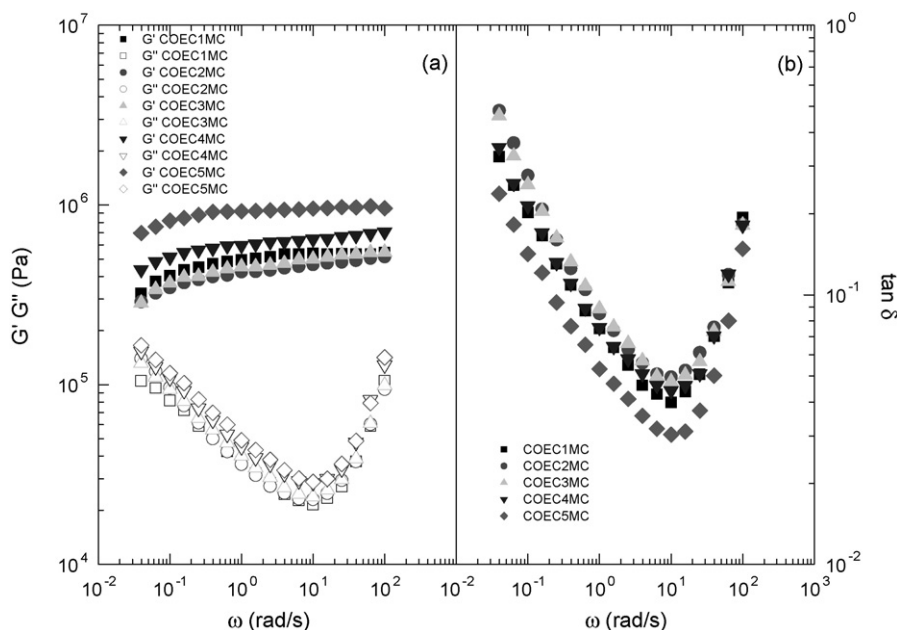 10^7
10^6
10^5
10^4
G' G'' (Pa)
G' COEC1MC
G'' COEC1MC
G' COEC2MC
G'' COEC2MC
G' COEC3MC
G'' COEC3MC
G' COEC4MC
G'' COEC4MC
G' COEC5MC
G'' COEC5MC
(a)
10^-2 10^-1 10^0 10^1 10^2
ω (rad/s)
(b)
COEC1MC
COEC2MC
COEC3MC
COEC4MC
COEC5MC
10^-2 10^-1 10^0 10^1 10^2 10^3
ω (rad/s)
10^0
10^-1
10^-2
tan δ